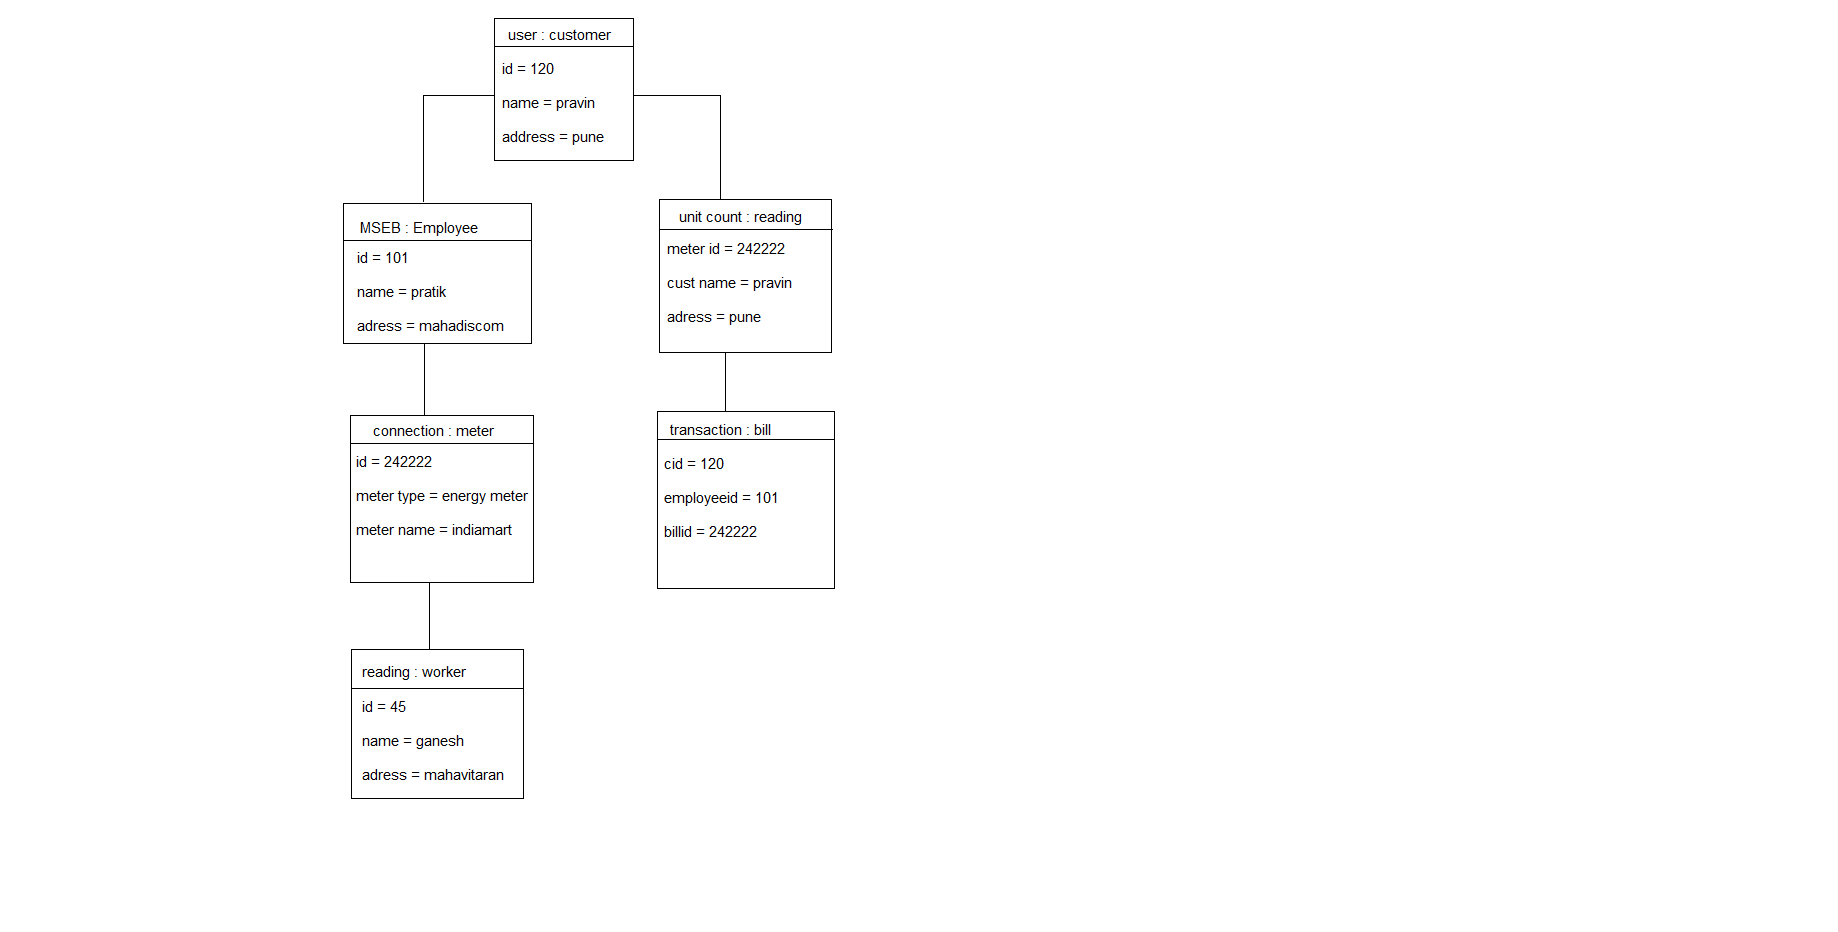 user : customer
id = 120
name = pravin
address = pune
MSEB : Employee
id = 101
name = pratik
adress = mahadiscom
unit count : reading
meter id = 242222
cust name = pravin
adress = pune
connection : meter
id = 242222
meter type = energy meter
meter name = indiamart
transaction : bill
cid = 120
employeeid = 101
billid = 242222
reading : worker
id = 45
name = ganesh
adress = mahavitaran